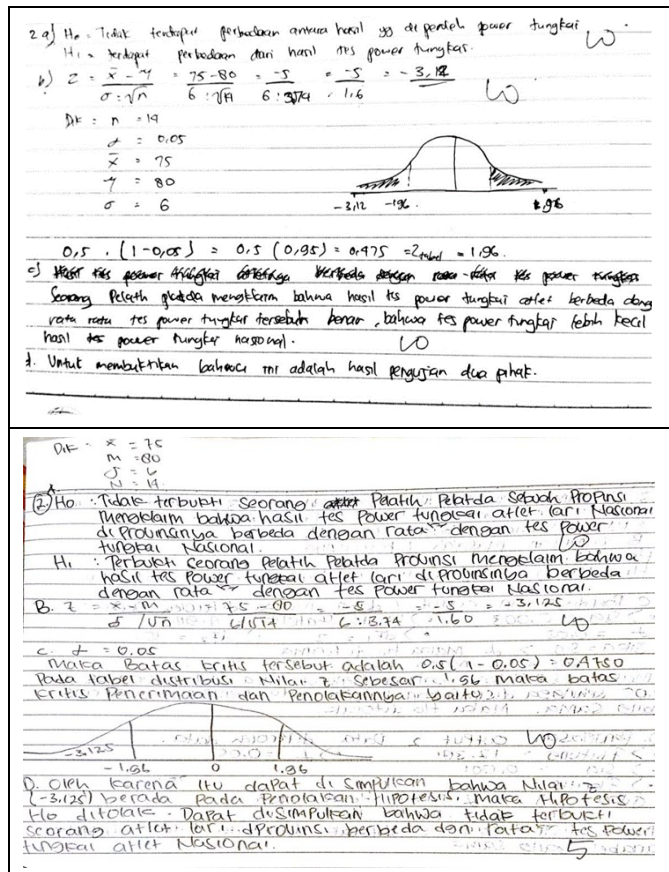 2 a) Ho = Tidak terdapat perbedaan antara hasil yg di peroleh power tungkai
H1 = terdapat perbedaan dari hasil tes power tungkai. 10
b) Z = x̄ - M / σ : √n = 75-80 / 6 : √14 = -5 / 6 : 3,74 = -5 / 1.6 = -3,12
10
Dik : n = 14
α = 0,05
x̄ = 75
M = 80
σ = 6
-3,12 -1,96 1,96
0,5 . (1-0,05) = 0,5 (0,95) = 0,475 = Z tabel = 1,96.
c)
Seorang Pelatih mengklaim bahwa hasil tes power tungkai atlet berbeda dang
rata rata tes power tungkai tersebut benar, bahwa tes power tungkai lebih kecil
hasil tes power tungkai nasional. 10
d. Untuk membuktikan bahwa ini adalah hasil pengujian dua pihak.
Dik : x̄ = 75
m = 80
σ = 6
N = 14
2 Ho : Tidak terbukti seorang Pelatih Pelatda sebuah Propinsi
Mengklaim bahwa hasil tes Power tungkai atlet lari Nasional
di Provinsinya berbeda dengan rata" dengan tes Power
tungkai Nasional. 10
H1 : Terbukti seorang Pelatih Pelatda Provinsi mengklaim bahwa
hasil tes Power tungkai atlet lari di probinsinya berbeda
dengan rata" dengan tes Power tungkai Nasional.
B. Z = x̄ - m / σ /√n = 75 - 80 / 6/√14 = -5 / 6 : 3.74 = -5 / 1.60 = -3,125
10
c. α = 0.05
Maka Batas kritis tersebut adalah 0.5 (1 - 0.05) = 0.4750
Pada tabel distribusi Nilai z sebesar 1.96 maka batas
kritis Penerimaan dan Penolakannya yaitu :
10
-3.125 -1.96 0 1.96
D. Oleh karena itu dapat di simpulkan bahwa Nilai z
(-3.125) berada pada Penolakan Hipotesis, maka Hipotesis
Ho ditolak. Dapat disimpulkan bahwa tidak terbukti
seorang atlet lari diprovinsi berbeda dgn rata" tes Power
tungkai atlet Nasional. 5